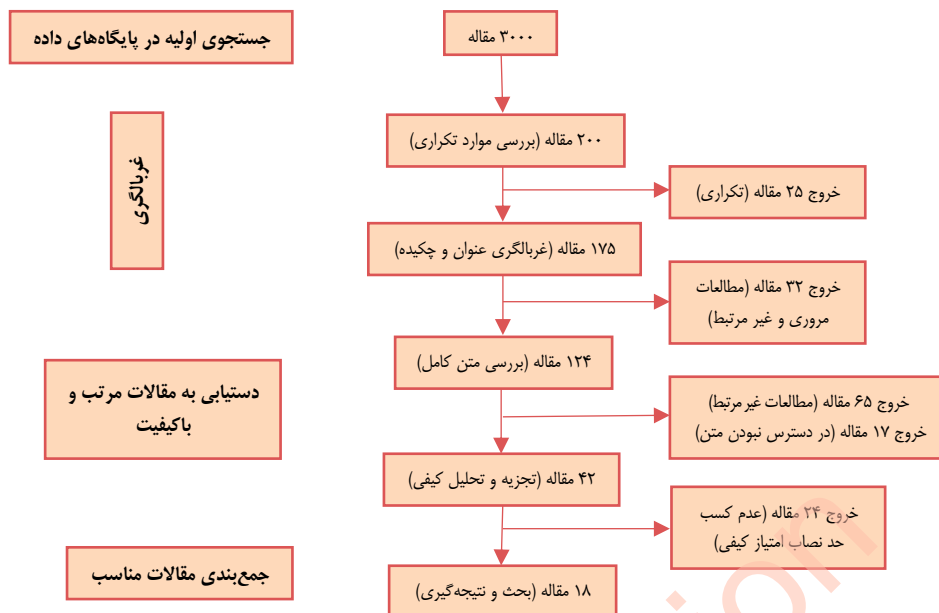 جستجوی اولیه در پایگاه‌های داده
۳۰۰۰ مقاله
۲۰۰ مقاله (بررسی موارد تکراری)
غربالگری
خروج ۲۵ مقاله (تکراری)
۱۷۵ مقاله (غربالگری عنوان و چکیده)
خروج ۳۲ مقاله (مطالعات
مروری و غیر مرتبط)
۱۲۴ مقاله (بررسی متن کامل)
دستیابی به مقالات مرتب و
باکیفیت
خروج ۶۵ مقاله (مطالعات غیرمرتبط)
خروج ۱۷ مقاله (در دسترس نبودن متن)
۴۲ مقاله (تجزیه و تحلیل کیفی)
خروج ۲۴ مقاله (عدم کسب
حد نصاب امتیاز کیفی)
جمع‌بندی مقالات مناسب
۱۸ مقاله (بحث و نتیجه‌گیری)
ion